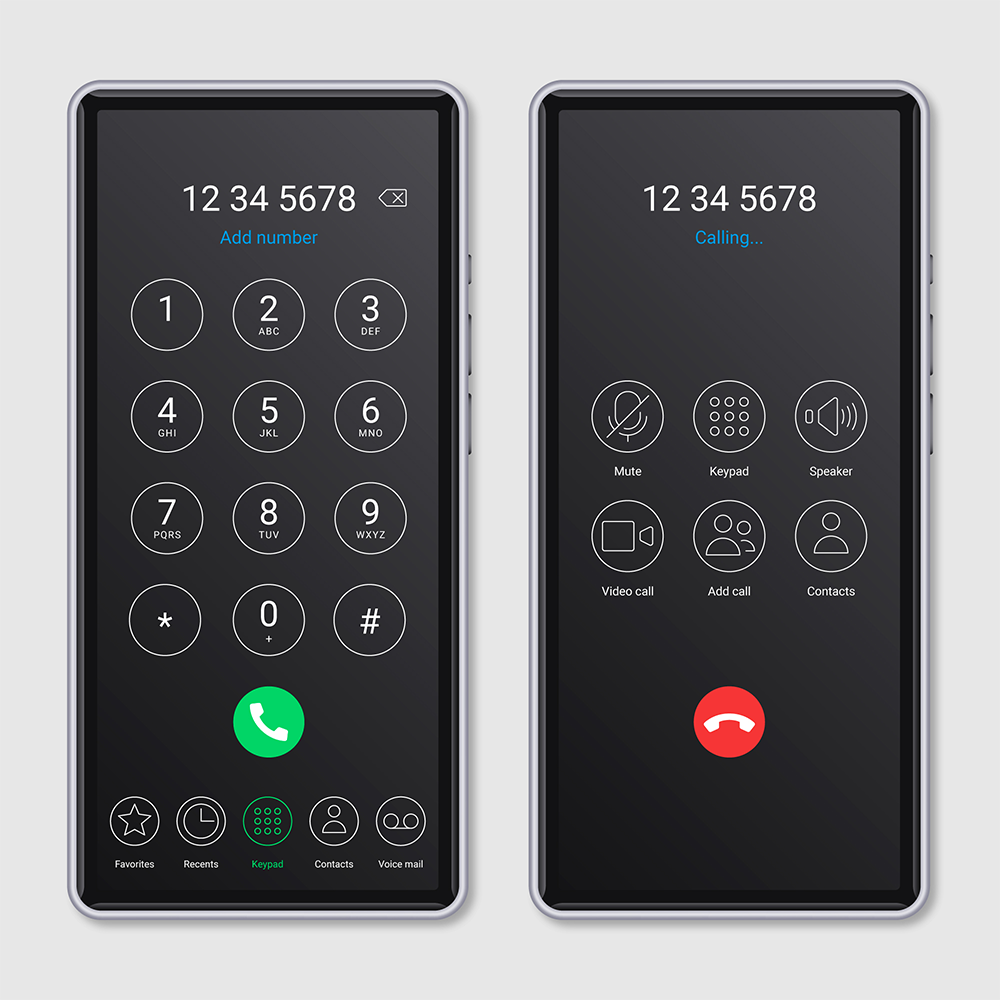 12 34 5678
Add number
1 2 3
ABC DEF
4 5 6
GHI JKL MNO
7 8 9
PQRS TUV WXYZ
* 0 #
+
Favorites Recents Keypad Contacts Voice mail
12 34 5678
Calling...
Mute Keypad Speaker
Video call Add call Contacts